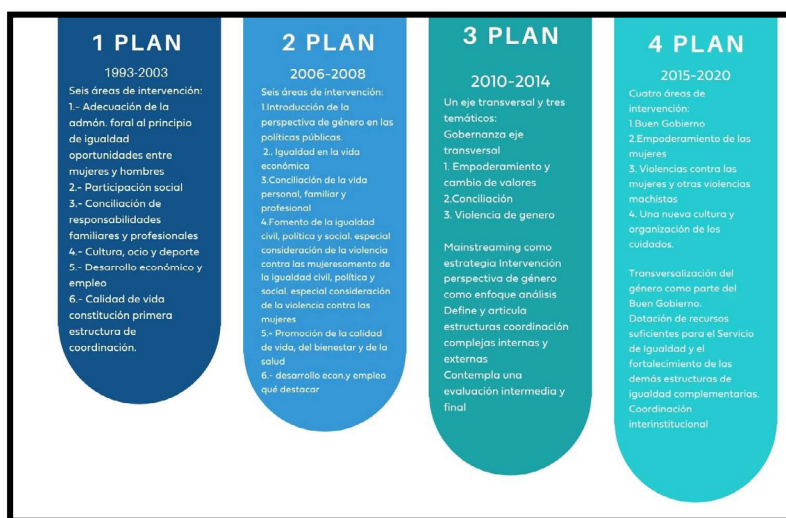 1 PLAN
1993-2003
Seis áreas de intervención:
1.- Adecuación de la
admón. foral al principio
de igualdad
oportunidades entre
mujeres y hombres
2.- Participación social
3.- Conciliación de
responsabilidades
familiares y profesionales
4.- Cultura, ocio y deporte
5.- Desarrollo económico y
empleo
6.- Calidad de vida
constitución primera
estructura de
coordinación.
2 PLAN
2006-2008
Seis áreas de intervención:
1.Introducción de la
perspectiva de género en las
políticas públicas.
2.. Igualdad en la vida
económica
3.Conciliación de la vida
personal, familiar y
profesional
4.Fomento de la igualdad
civil, política y social. especial
consideración de la violencia
contra las mujeresomento de
la igualdad civil, política y
social. especial consideración
de la violencia contra las
mujeres
5.- Promoción de la calidad
de vida, del bienestar y de la
salud
6.- desarrollo econ.y empleo
qué destacar
3 PLAN
2010-2014
Un eje transversal y tres
temáticos:
Gobernanza eje
transversal
1. Empoderamiento y
cambio de valores
2.Conciliación
3. Violencia de genero
Mainstreaming como
estrategia Intervención
perspectiva de género
como enfoque análisis
Define y articula
estructuras coordinación
complejas internas y
externas
Contempla una
evaluación intermedia y
final
4 PLAN
2015-2020
Cuatro áreas de
intervención:
1.Buen Gobierno
2.Empoderamiento de las
mujeres
3. Violencias contra las
mujeres y otras violencias
machistas
4. Una nueva cultura y
organización de los
cuidados.
Transversalización del
género como parte del
Buen Gobierno.
Dotación de recursos
suficientes para el Servicio
de Igualdad y el
fortalecimiento de las
demás estructuras de
igualdad complementarias.
Coordinación
interinstitucional